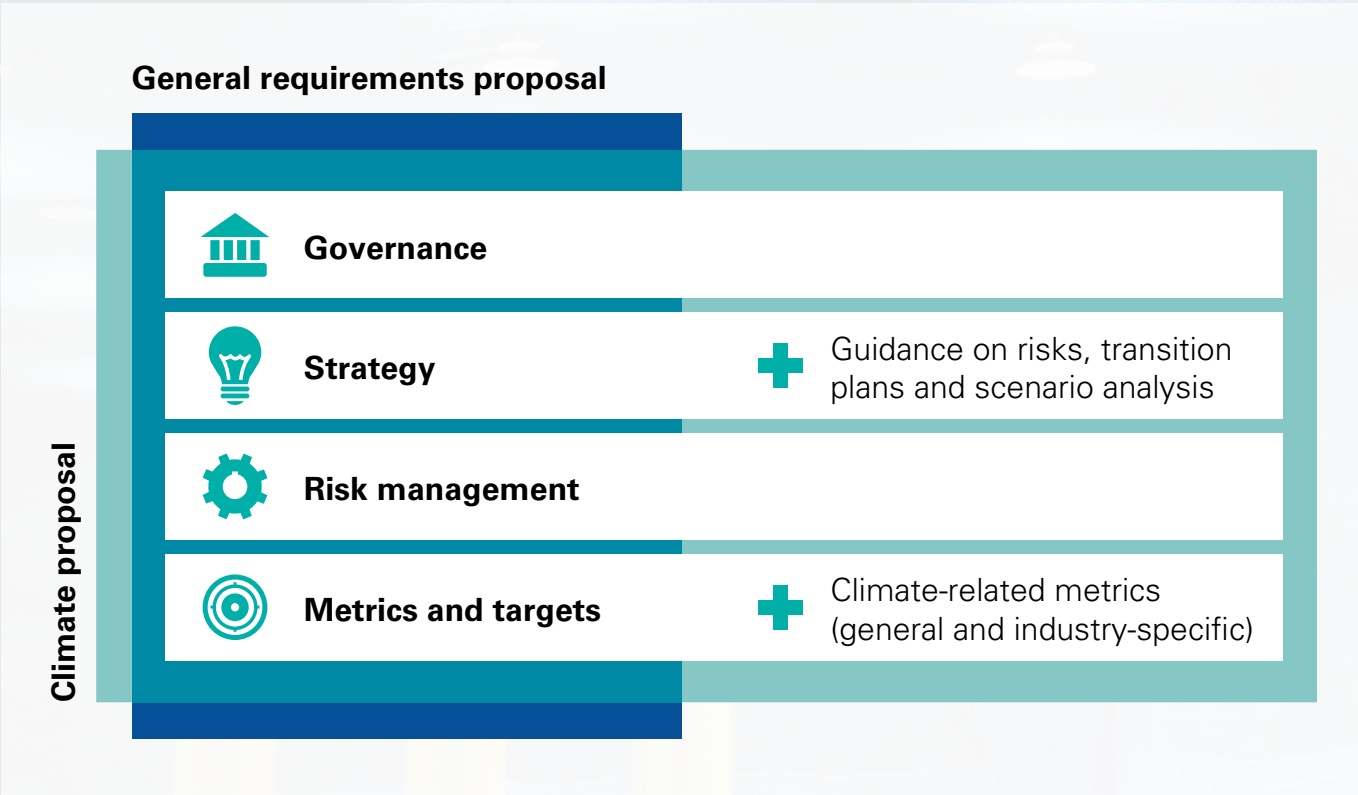 General requirements proposal
Climate proposal
Governance
Strategy
Guidance on risks, transition
plans and scenario analysis
Risk management
Metrics and targets
Climate-related metrics
(general and industry-specific)